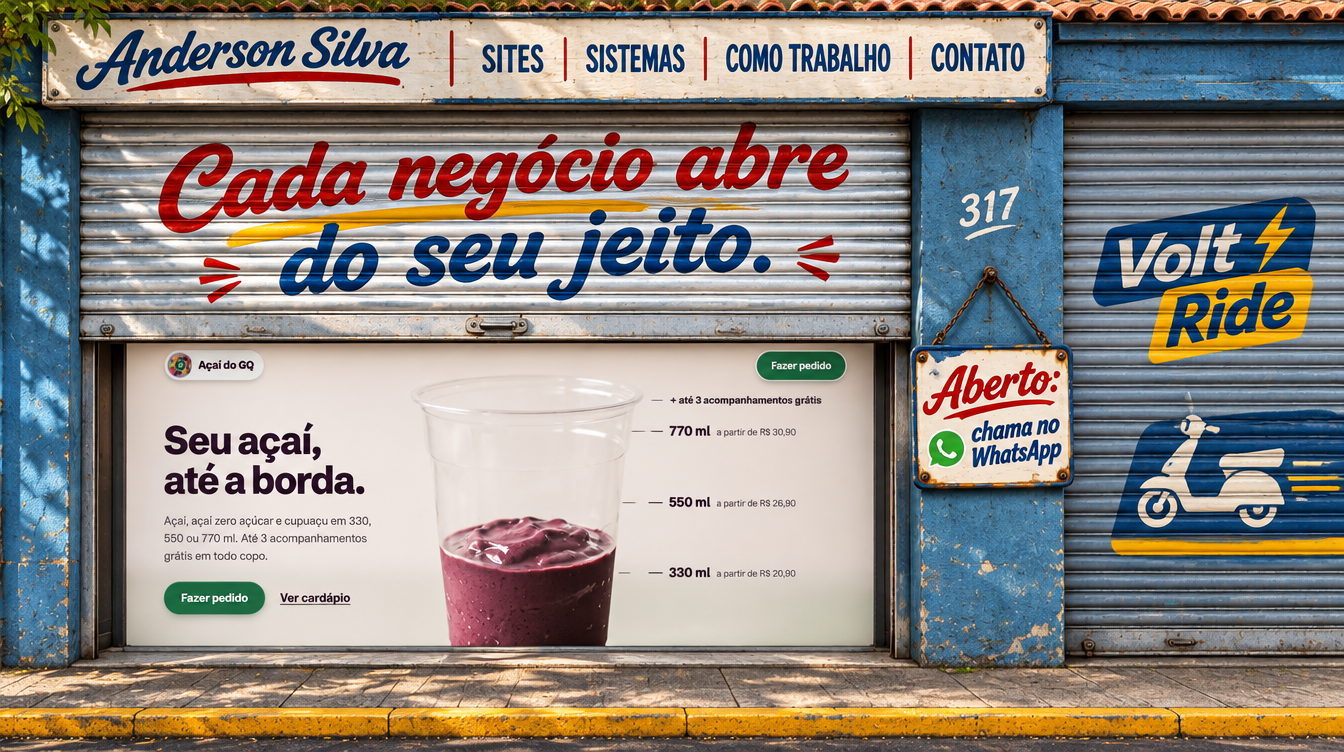 Anderson Silva
SITES
SISTEMAS
COMO TRABALHO
CONTATO
Cada negócio abre
do seu jeito.
Açaí do GQ
Fazer pedido
Seu açaí,
até a borda.
Açaí, açaí zero açúcar e cupuaçu em 330,
550 ou 770 ml. Até 3 acompanhamentos
grátis em todo copo.
Fazer pedido
Ver cardápio
+ até 3 acompanhamentos grátis
770 ml a partir de R$ 30,90
550 ml a partir de R$ 26,90
330 ml a partir de R$ 20,90
317
Aberto:
chama no
WhatsApp
Volt
Ride